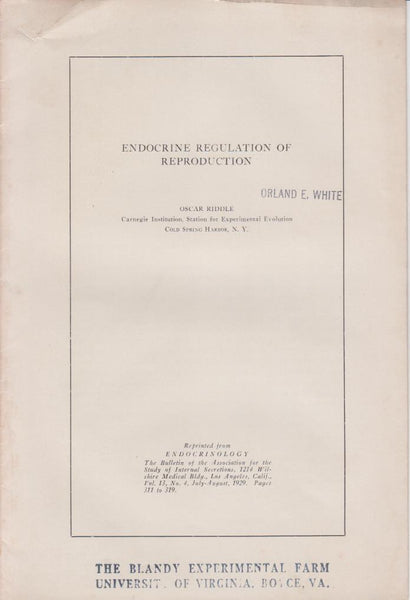 ENDOCRINE REGULATION OF
REPRODUCTION
ORLAND E. WHITE
OSCAR RIDDLE
Carnegie Institution, Station for Experimental Evolution
COLD SPRING HARBOR, N. Y.
Reprinted from
ENDOCRINOLOGY
The Bulletin of the Association for the
Study of Internal Secretions, 1214 Wil-
shire Medical Bldg., Los Angeles, Calif.,
Vol. 13, No. 4, July-August, 1929. Pages
311 to 319.
THE BLANDY EXPERIMENTAL FARM
UNIVERSITY OF VIRGINIA, BOYCE, VA.